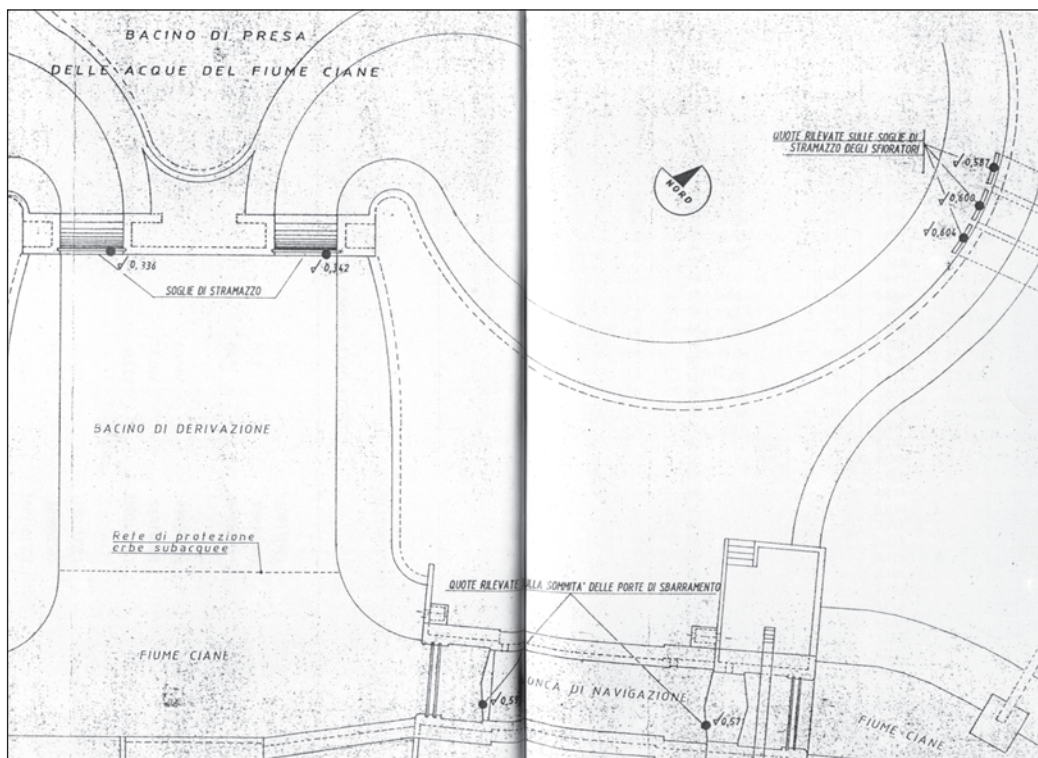 BACINO DI PRESA
DELLE ACQUE DEL FIUME CIANE
QUOTE RILEVATE SULLE SOGLIE DI
STRAMAZZO DEGLI SFIORATORI
√0,587
√0,600
√0,604
NORD
√0,336
√0,342
SOGLIE DI STRAMAZZO
BACINO DI DERIVAZIONE
Rete di protezione
erbe subacquee
QUOTE RILEVATE SULLA SOMMITA' DELLE PORTE DI SBARRAMENTO
FIUME CIANE
CONCA DI NAVIGAZIONE
√0,57
FIUME CIANE